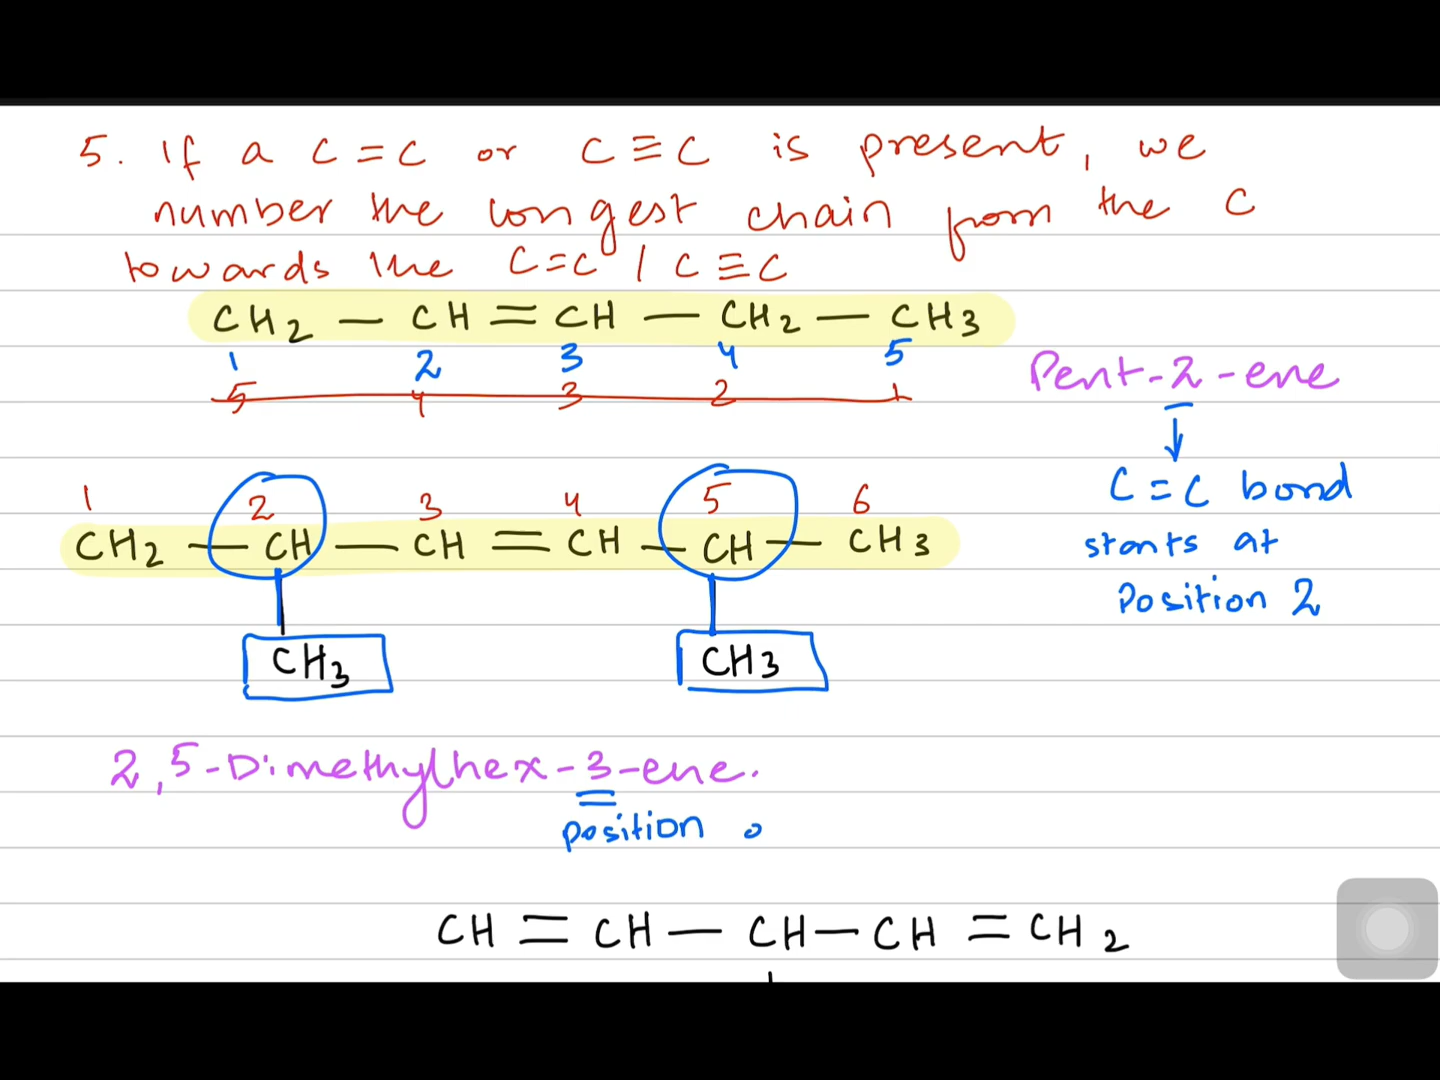 5. If a C = C or C ≡ C is present, we
number the longest chain from the C
towards the C=C / C ≡ C
CH2 — CH = CH — CH2 — CH3
1 2 3 4 5
5 4 3 2 1
Pent-2-ene
↓
C = C bond
starts at
Position 2
1 2 3 4 5 6
CH2 — CH — CH = CH — CH — CH3
CH3 CH3
2,5-Dimethylhex-3-ene.
position o
CH = CH — CH — CH = CH2